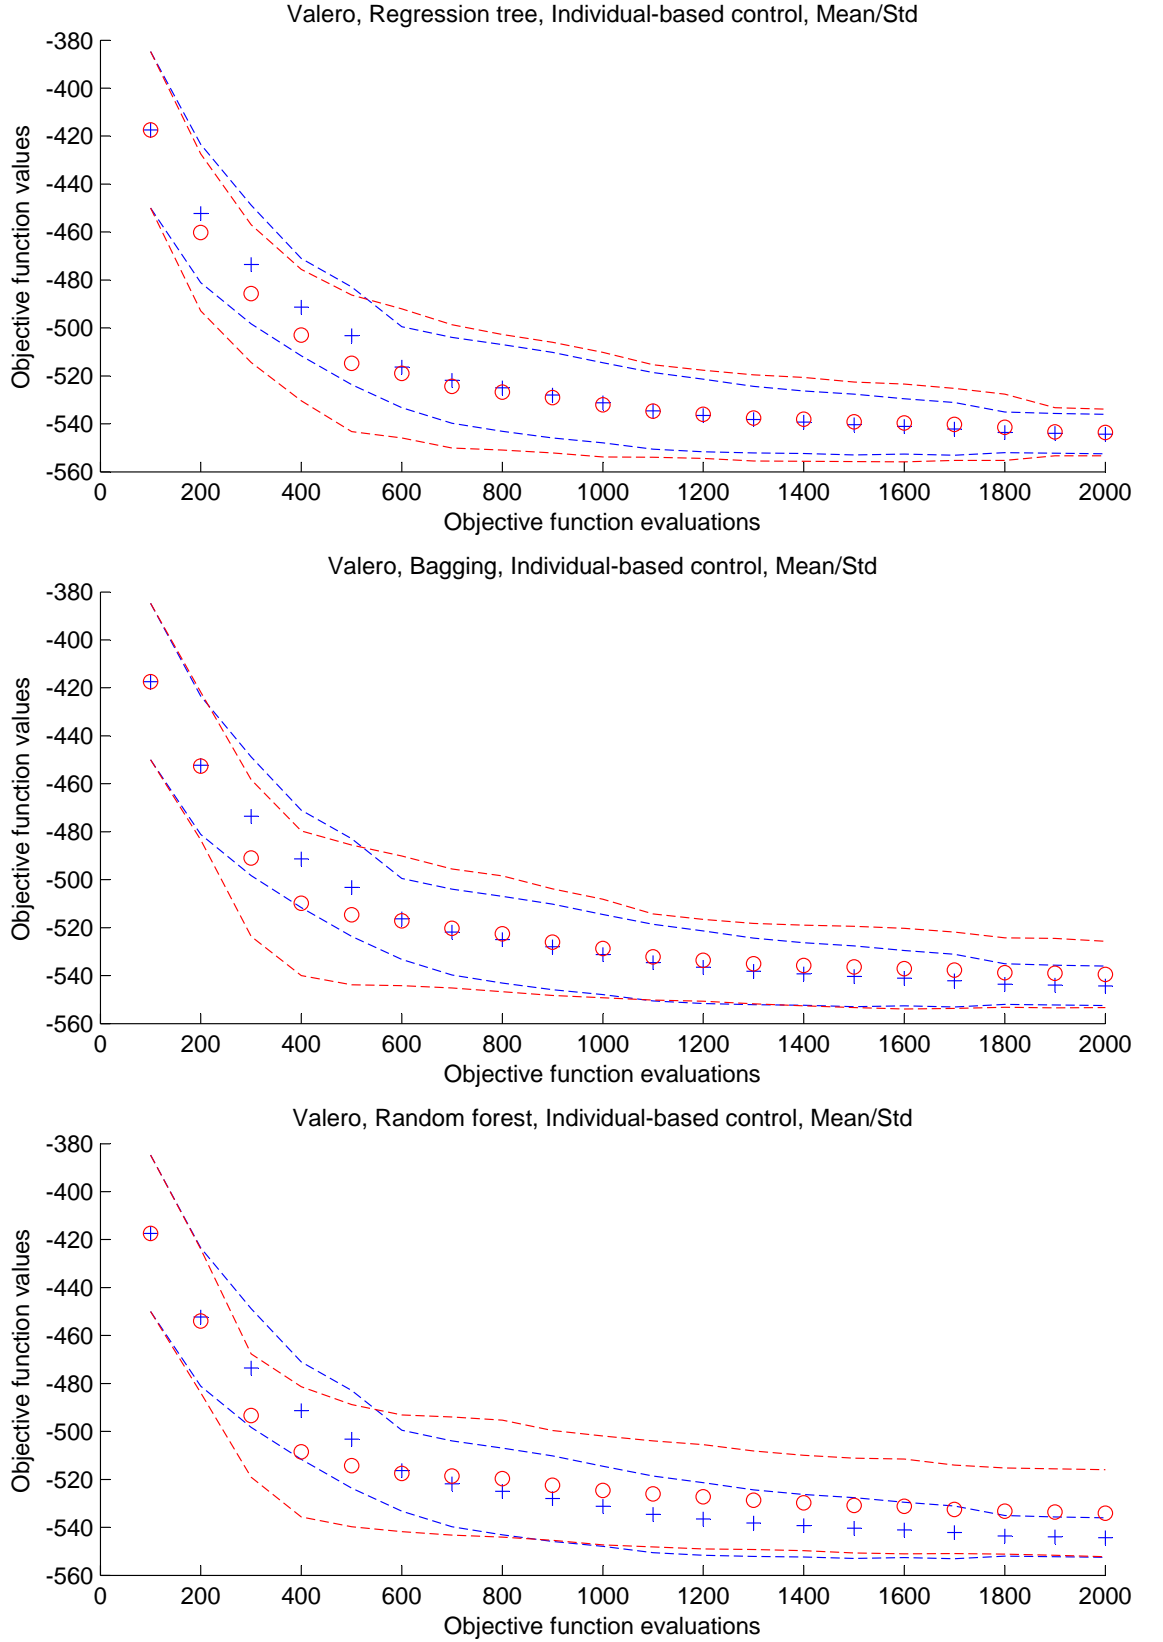 Valero, Regression tree, Individual-based control, Mean/Std
-380
-400
-420
-440
-460
-480
-500
-520
-540
-560
Objective function values
0 200 400 600 800 1000 1200 1400 1600 1800 2000
Objective function evaluations
Valero, Bagging, Individual-based control, Mean/Std
-380
-400
-420
-440
-460
-480
-500
-520
-540
-560
Objective function values
0 200 400 600 800 1000 1200 1400 1600 1800 2000
Objective function evaluations
Valero, Random forest, Individual-based control, Mean/Std
-380
-400
-420
-440
-460
-480
-500
-520
-540
-560
Objective function values
0 200 400 600 800 1000 1200 1400 1600 1800 2000
Objective function evaluations